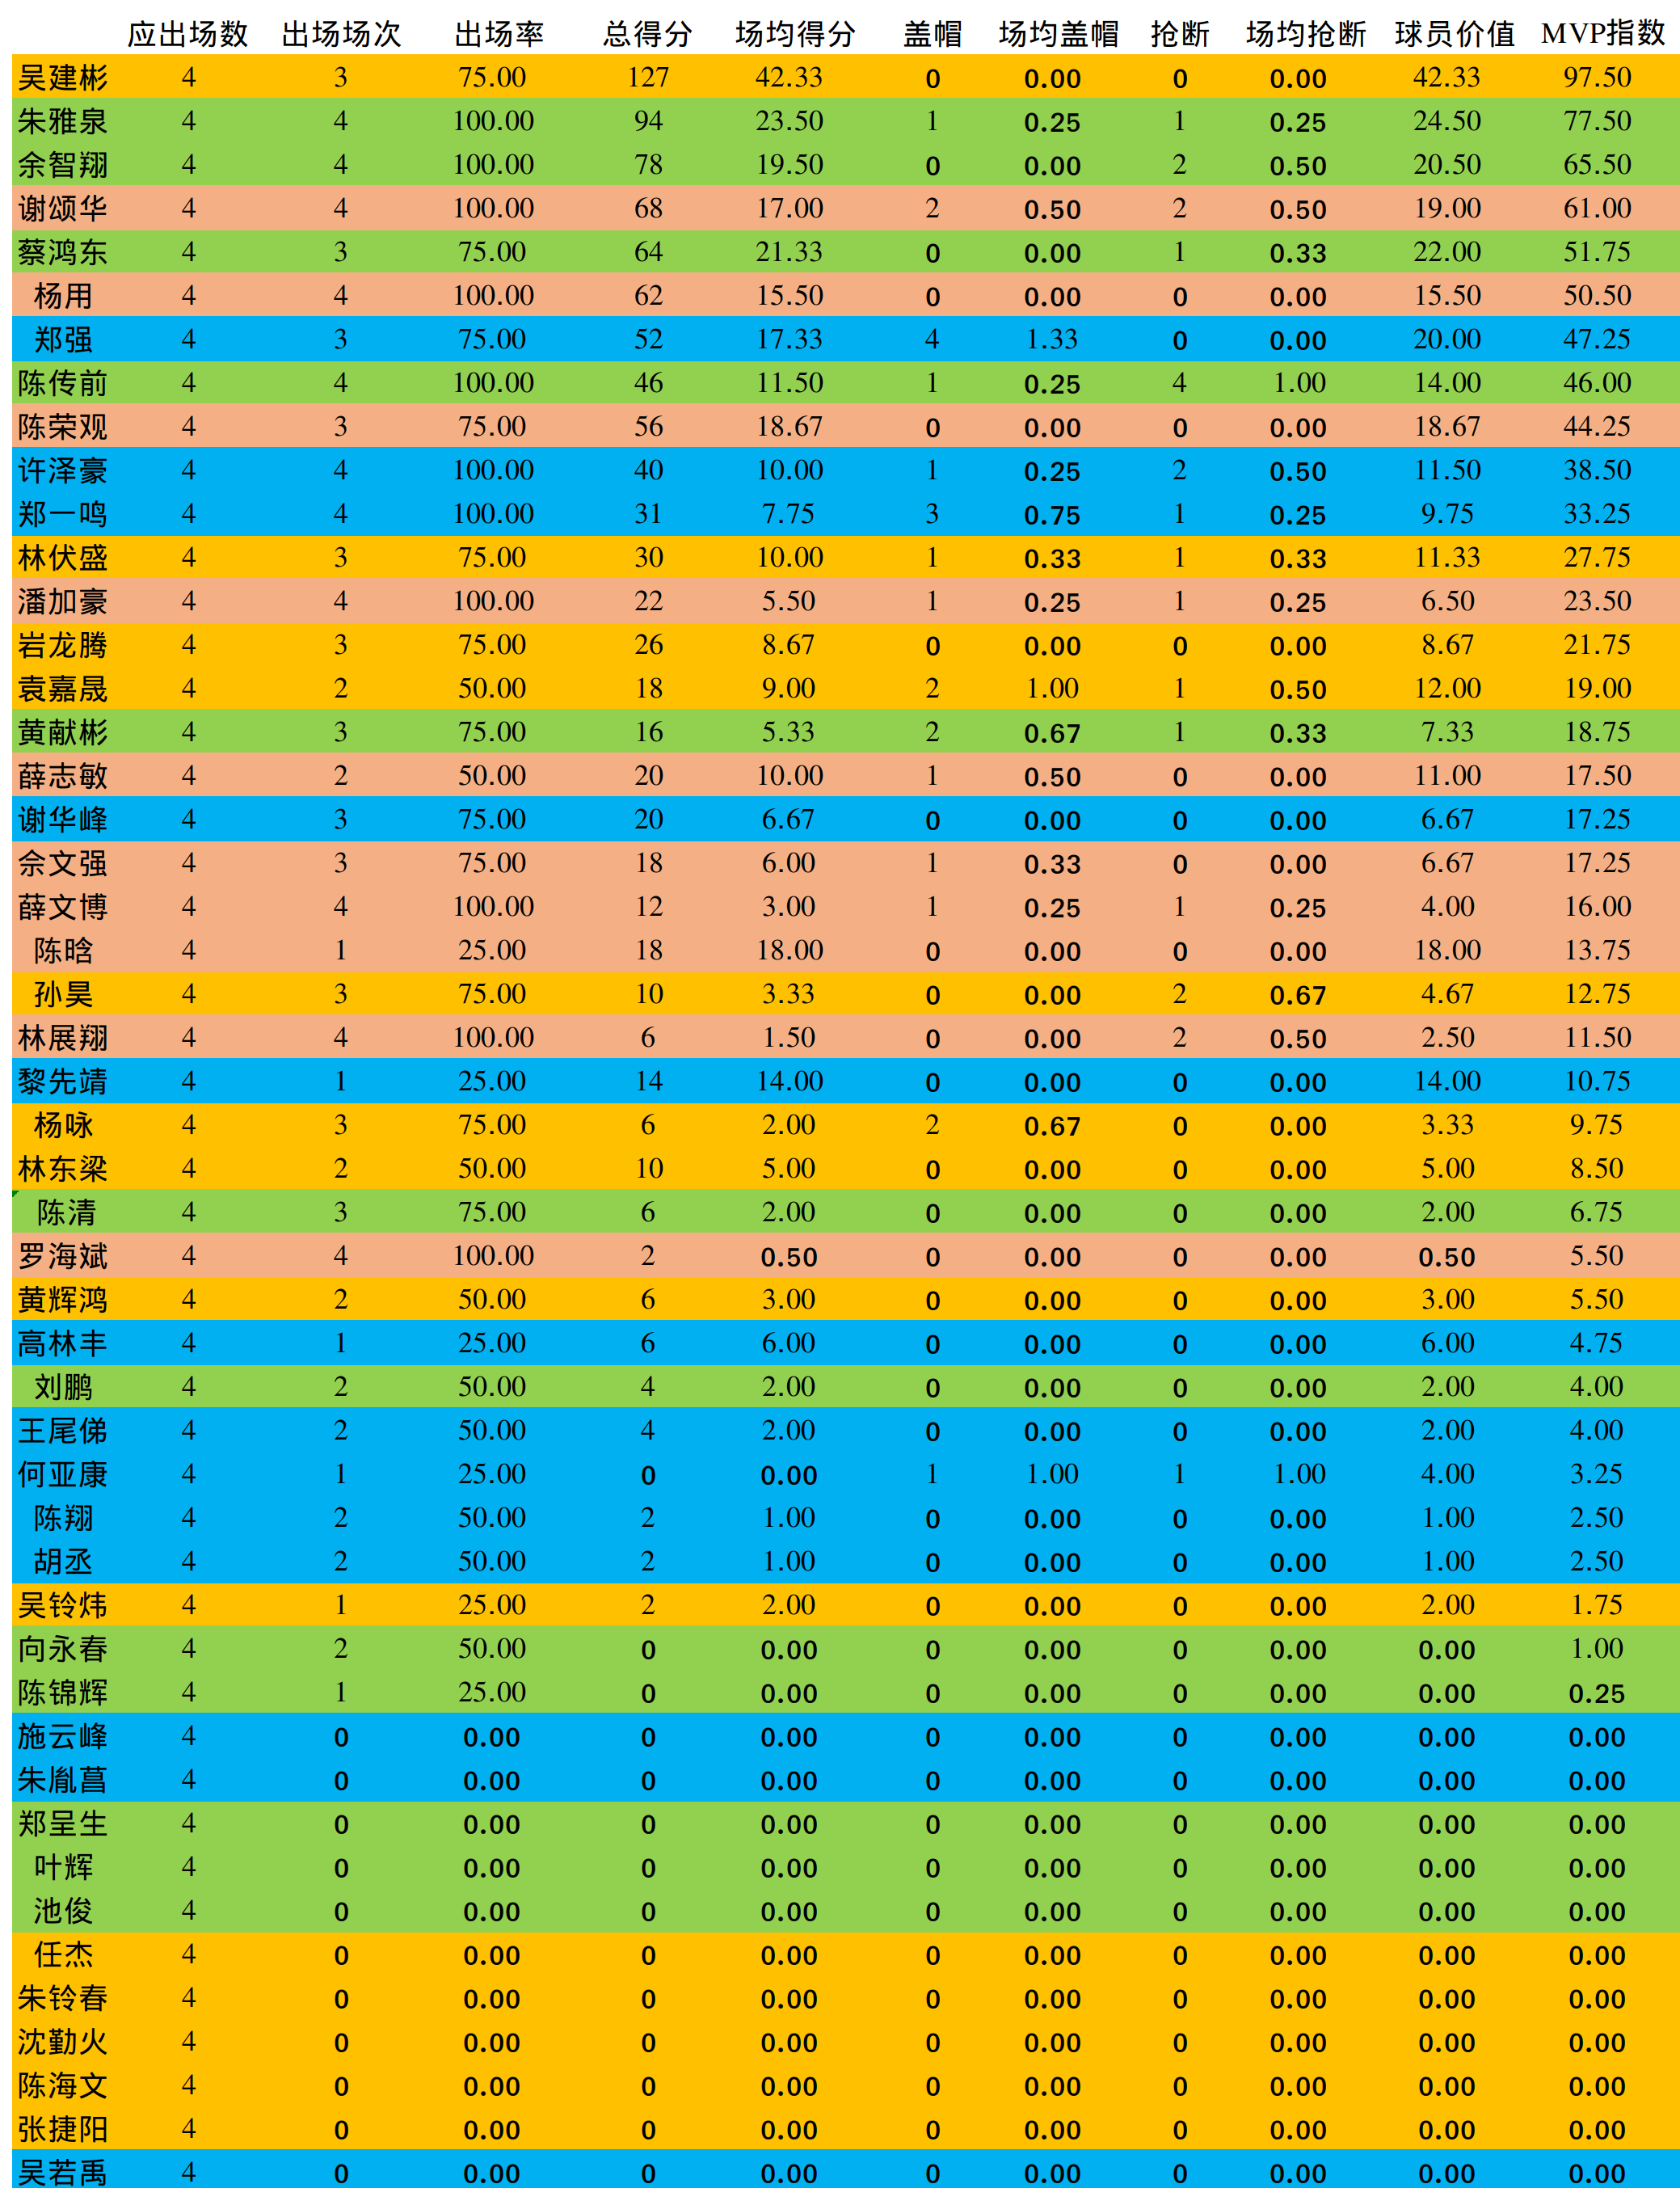 应出场数 出场场次 出场率 总得分 场均得分 盖帽 场均盖帽 抢断 场均抢断 球员价值 MVP指数
吴建彬 4 3 75.00 127 42.33 0 0.00 0 0.00 42.33 97.50
朱雅泉 4 4 100.00 94 23.50 1 0.25 1 0.25 24.50 77.50
余智翔 4 4 100.00 78 19.50 0 0.00 2 0.50 20.50 65.50
谢颂华 4 4 100.00 68 17.00 2 0.50 2 0.50 19.00 61.00
蔡鸿东 4 3 75.00 64 21.33 0 0.00 1 0.33 22.00 51.75
杨用 4 4 100.00 62 15.50 0 0.00 0 0.00 15.50 50.50
郑强 4 3 75.00 52 17.33 4 1.33 0 0.00 20.00 47.25
陈传前 4 4 100.00 46 11.50 1 0.25 4 1.00 14.00 46.00
陈荣观 4 3 75.00 56 18.67 0 0.00 0 0.00 18.67 44.25
许泽豪 4 4 100.00 40 10.00 1 0.25 2 0.50 11.50 38.50
郑一鸣 4 4 100.00 31 7.75 3 0.75 1 0.25 9.75 33.25
林伏盛 4 3 75.00 30 10.00 1 0.33 1 0.33 11.33 27.75
潘加豪 4 4 100.00 22 5.50 1 0.25 1 0.25 6.50 23.50
岩龙腾 4 3 75.00 26 8.67 0 0.00 0 0.00 8.67 21.75
袁嘉晟 4 2 50.00 18 9.00 2 1.00 1 0.50 12.00 19.00
黄献彬 4 3 75.00 16 5.33 2 0.67 1 0.33 7.33 18.75
薛志敏 4 2 50.00 20 10.00 1 0.50 0 0.00 11.00 17.50
谢华峰 4 3 75.00 20 6.67 0 0.00 0 0.00 6.67 17.25
佘文强 4 3 75.00 18 6.00 1 0.33 0 0.00 6.67 17.25
薛文博 4 4 100.00 12 3.00 1 0.25 1 0.25 4.00 16.00
陈晗 4 1 25.00 18 18.00 0 0.00 0 0.00 18.00 13.75
孙昊 4 3 75.00 10 3.33 0 0.00 2 0.67 4.67 12.75
林展翔 4 4 100.00 6 1.50 0 0.00 2 0.50 2.50 11.50
黎先靖 4 1 25.00 14 14.00 0 0.00 0 0.00 14.00 10.75
杨咏 4 3 75.00 6 2.00 2 0.67 0 0.00 3.33 9.75
林东梁 4 2 50.00 10 5.00 0 0.00 0 0.00 5.00 8.50
陈清 4 3 75.00 6 2.00 0 0.00 0 0.00 2.00 6.75
罗海斌 4 4 100.00 2 0.50 0 0.00 0 0.00 0.50 5.50
黄辉鸿 4 2 50.00 6 3.00 0 0.00 0 0.00 3.00 5.50
高林丰 4 1 25.00 6 6.00 0 0.00 0 0.00 6.00 4.75
刘鹏 4 2 50.00 4 2.00 0 0.00 0 0.00 2.00 4.00
王尾俤 4 2 50.00 4 2.00 0 0.00 0 0.00 2.00 4.00
何亚康 4 1 25.00 0 0.00 1 1.00 1 1.00 4.00 3.25
陈翔 4 2 50.00 2 1.00 0 0.00 0 0.00 1.00 2.50
胡丞 4 2 50.00 2 1.00 0 0.00 0 0.00 1.00 2.50
吴铃炜 4 1 25.00 2 2.00 0 0.00 0 0.00 2.00 1.75
向永春 4 2 50.00 0 0.00 0 0.00 0 0.00 0.00 1.00
陈锦辉 4 1 25.00 0 0.00 0 0.00 0 0.00 0.00 0.25
施云峰 4 0 0.00 0 0.00 0 0.00 0 0.00 0.00 0.00
朱胤菖 4 0 0.00 0 0.00 0 0.00 0 0.00 0.00 0.00
郑呈生 4 0 0.00 0 0.00 0 0.00 0 0.00 0.00 0.00
叶辉 4 0 0.00 0 0.00 0 0.00 0 0.00 0.00 0.00
池俊 4 0 0.00 0 0.00 0 0.00 0 0.00 0.00 0.00
任杰 4 0 0.00 0 0.00 0 0.00 0 0.00 0.00 0.00
朱铃春 4 0 0.00 0 0.00 0 0.00 0 0.00 0.00 0.00
沈勤火 4 0 0.00 0 0.00 0 0.00 0 0.00 0.00 0.00
陈海文 4 0 0.00 0 0.00 0 0.00 0 0.00 0.00 0.00
张捷阳 4 0 0.00 0 0.00 0 0.00 0 0.00 0.00 0.00
吴若禹 4 0 0.00 0 0.00 0 0.00 0 0.00 0.00 0.00